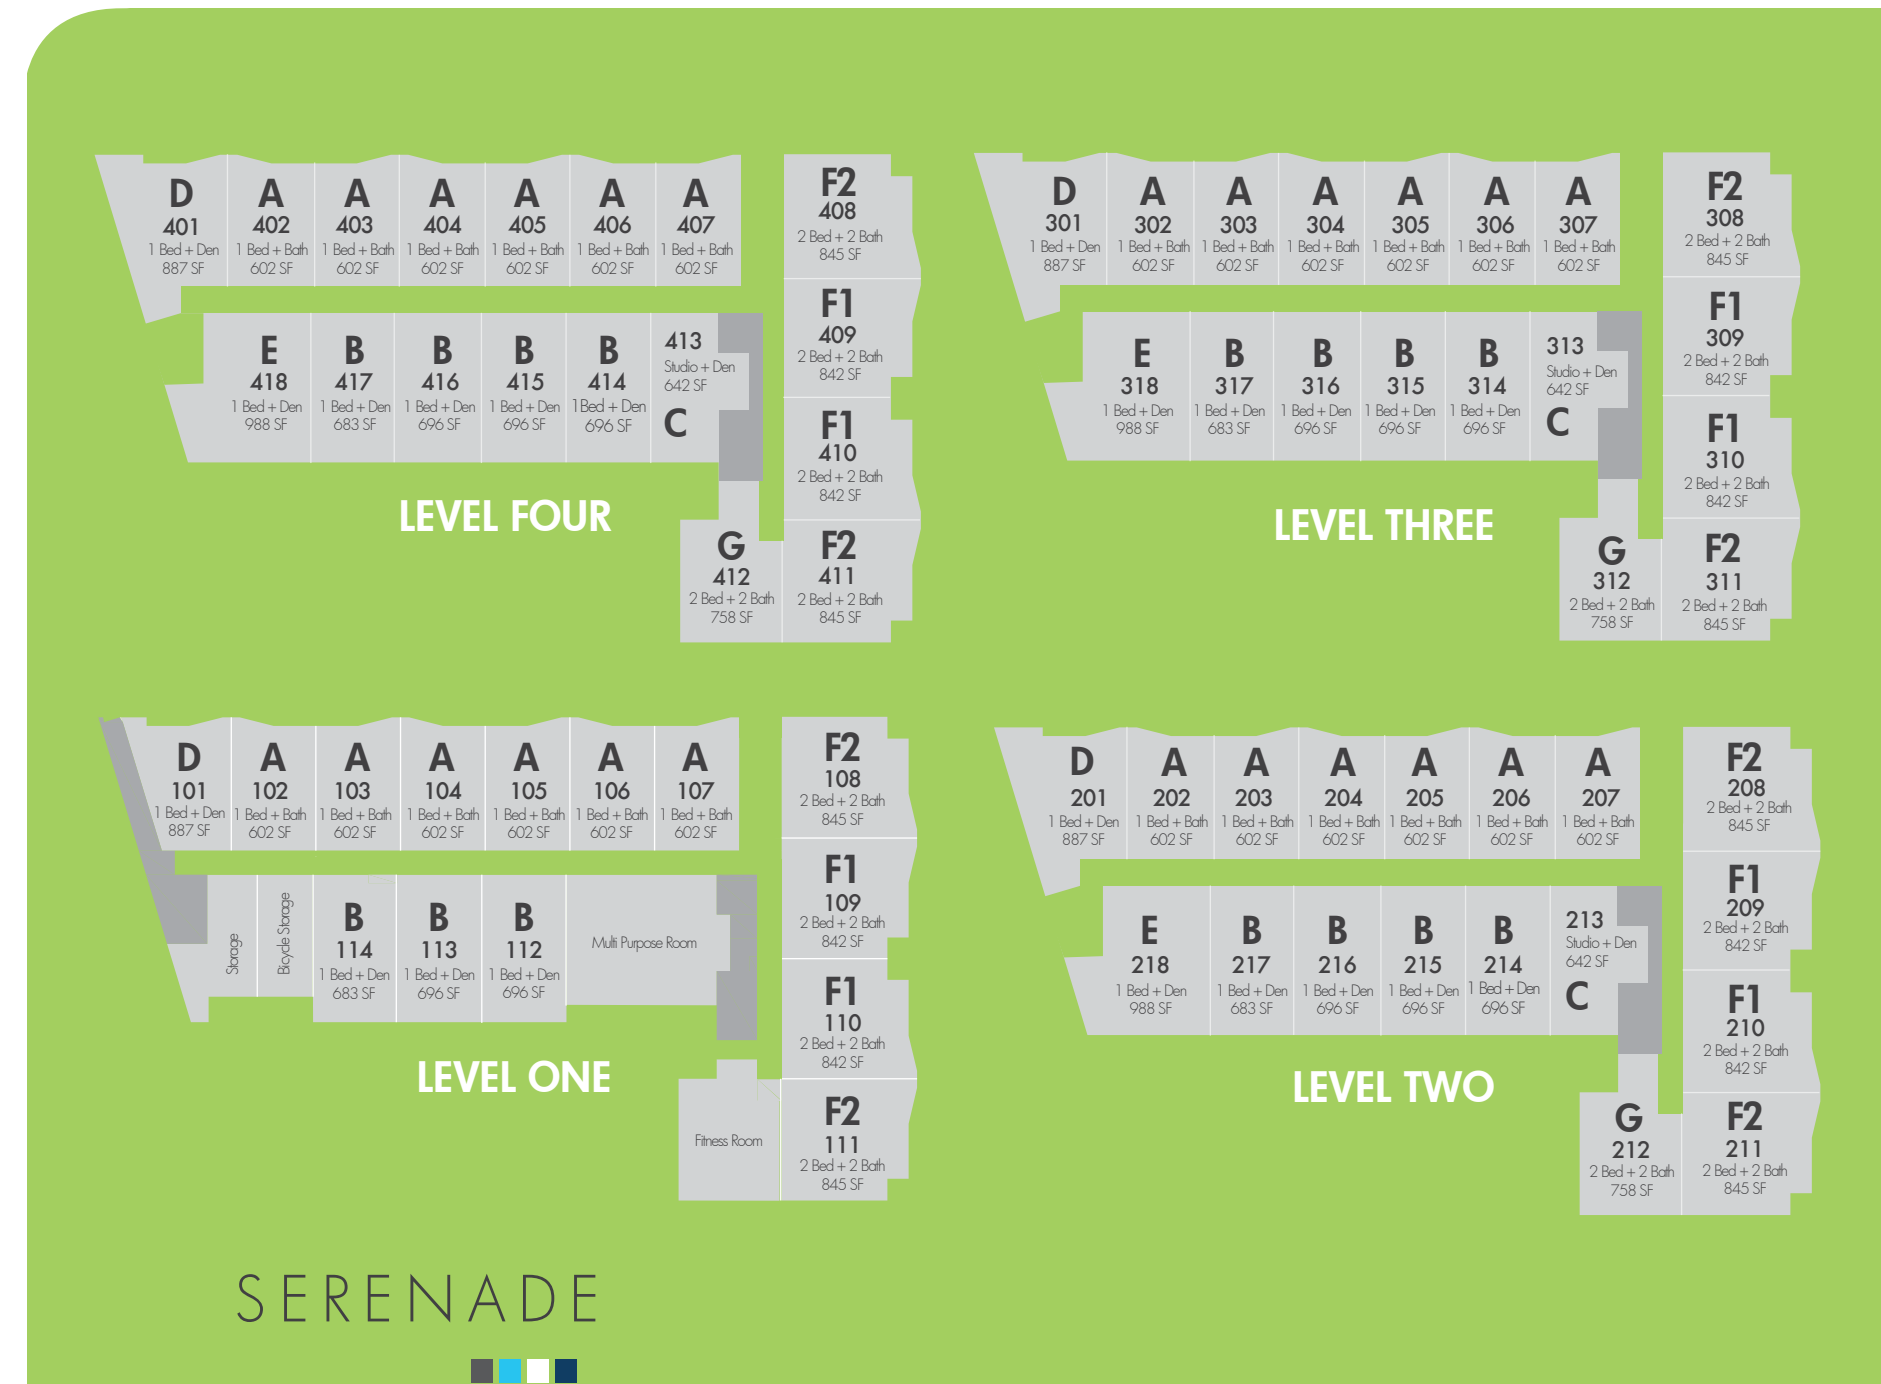 D
401
1 Bed + Den
887 SF
A
402
1 Bed + Bath
602 SF
A
403
1 Bed + Bath
602 SF
A
404
1 Bed + Bath
602 SF
A
405
1 Bed + Bath
602 SF
A
406
1 Bed + Bath
602 SF
A
407
1 Bed + Bath
602 SF
F2
408
2 Bed + 2 Bath
845 SF
F1
409
2 Bed + 2 Bath
842 SF
F1
410
2 Bed + 2 Bath
842 SF
F2
411
2 Bed + 2 Bath
845 SF
G
412
2 Bed + 2 Bath
758 SF
E
418
1 Bed + Den
988 SF
B
417
1 Bed + Den
683 SF
B
416
1 Bed + Den
696 SF
B
415
1 Bed + Den
696 SF
B
414
1Bed + Den
696 SF
413
Studio + Den
642 SF
C
LEVEL FOUR
D
301
1 Bed + Den
887 SF
A
302
1 Bed + Bath
602 SF
A
303
1 Bed + Bath
602 SF
A
304
1 Bed + Bath
602 SF
A
305
1 Bed + Bath
602 SF
A
306
1 Bed + Bath
602 SF
A
307
1 Bed + Bath
602 SF
F2
308
2 Bed + 2 Bath
845 SF
F1
309
2 Bed + 2 Bath
842 SF
F1
310
2 Bed + 2 Bath
842 SF
F2
311
2 Bed + 2 Bath
845 SF
G
312
2 Bed + 2 Bath
758 SF
E
318
1 Bed + Den
988 SF
B
317
1 Bed + Den
683 SF
B
316
1 Bed + Den
696 SF
B
315
1 Bed + Den
696 SF
B
314
1 Bed + Den
696 SF
313
Studio + Den
642 SF
C
LEVEL THREE
D
101
1 Bed + Den
887 SF
A
102
1 Bed + Bath
602 SF
A
103
1 Bed + Bath
602 SF
A
104
1 Bed + Bath
602 SF
A
105
1 Bed + Bath
602 SF
A
106
1 Bed + Bath
602 SF
A
107
1 Bed + Bath
602 SF
F2
108
2 Bed + 2 Bath
845 SF
F1
109
2 Bed + 2 Bath
842 SF
F1
110
2 Bed + 2 Bath
842 SF
F2
111
2 Bed + 2 Bath
845 SF
Storage
Bicycle Storage
B
114
1 Bed + Den
683 SF
B
113
1 Bed + Den
696 SF
B
112
1 Bed + Den
696 SF
Multi Purpose Room
Fitness Room
LEVEL ONE
D
201
1 Bed + Den
887 SF
A
202
1 Bed + Bath
602 SF
A
203
1 Bed + Bath
602 SF
A
204
1 Bed + Bath
602 SF
A
205
1 Bed + Bath
602 SF
A
206
1 Bed + Bath
602 SF
A
207
1 Bed + Bath
602 SF
F2
208
2 Bed + 2 Bath
845 SF
F1
209
2 Bed + 2 Bath
842 SF
F1
210
2 Bed + 2 Bath
842 SF
F2
211
2 Bed + 2 Bath
845 SF
G
212
2 Bed + 2 Bath
758 SF
E
218
1 Bed + Den
988 SF
B
217
1 Bed + Den
683 SF
B
216
1 Bed + Den
696 SF
B
215
1 Bed + Den
696 SF
B
214
1 Bed + Den
696 SF
213
Studio + Den
642 SF
C
LEVEL TWO
SERENADE